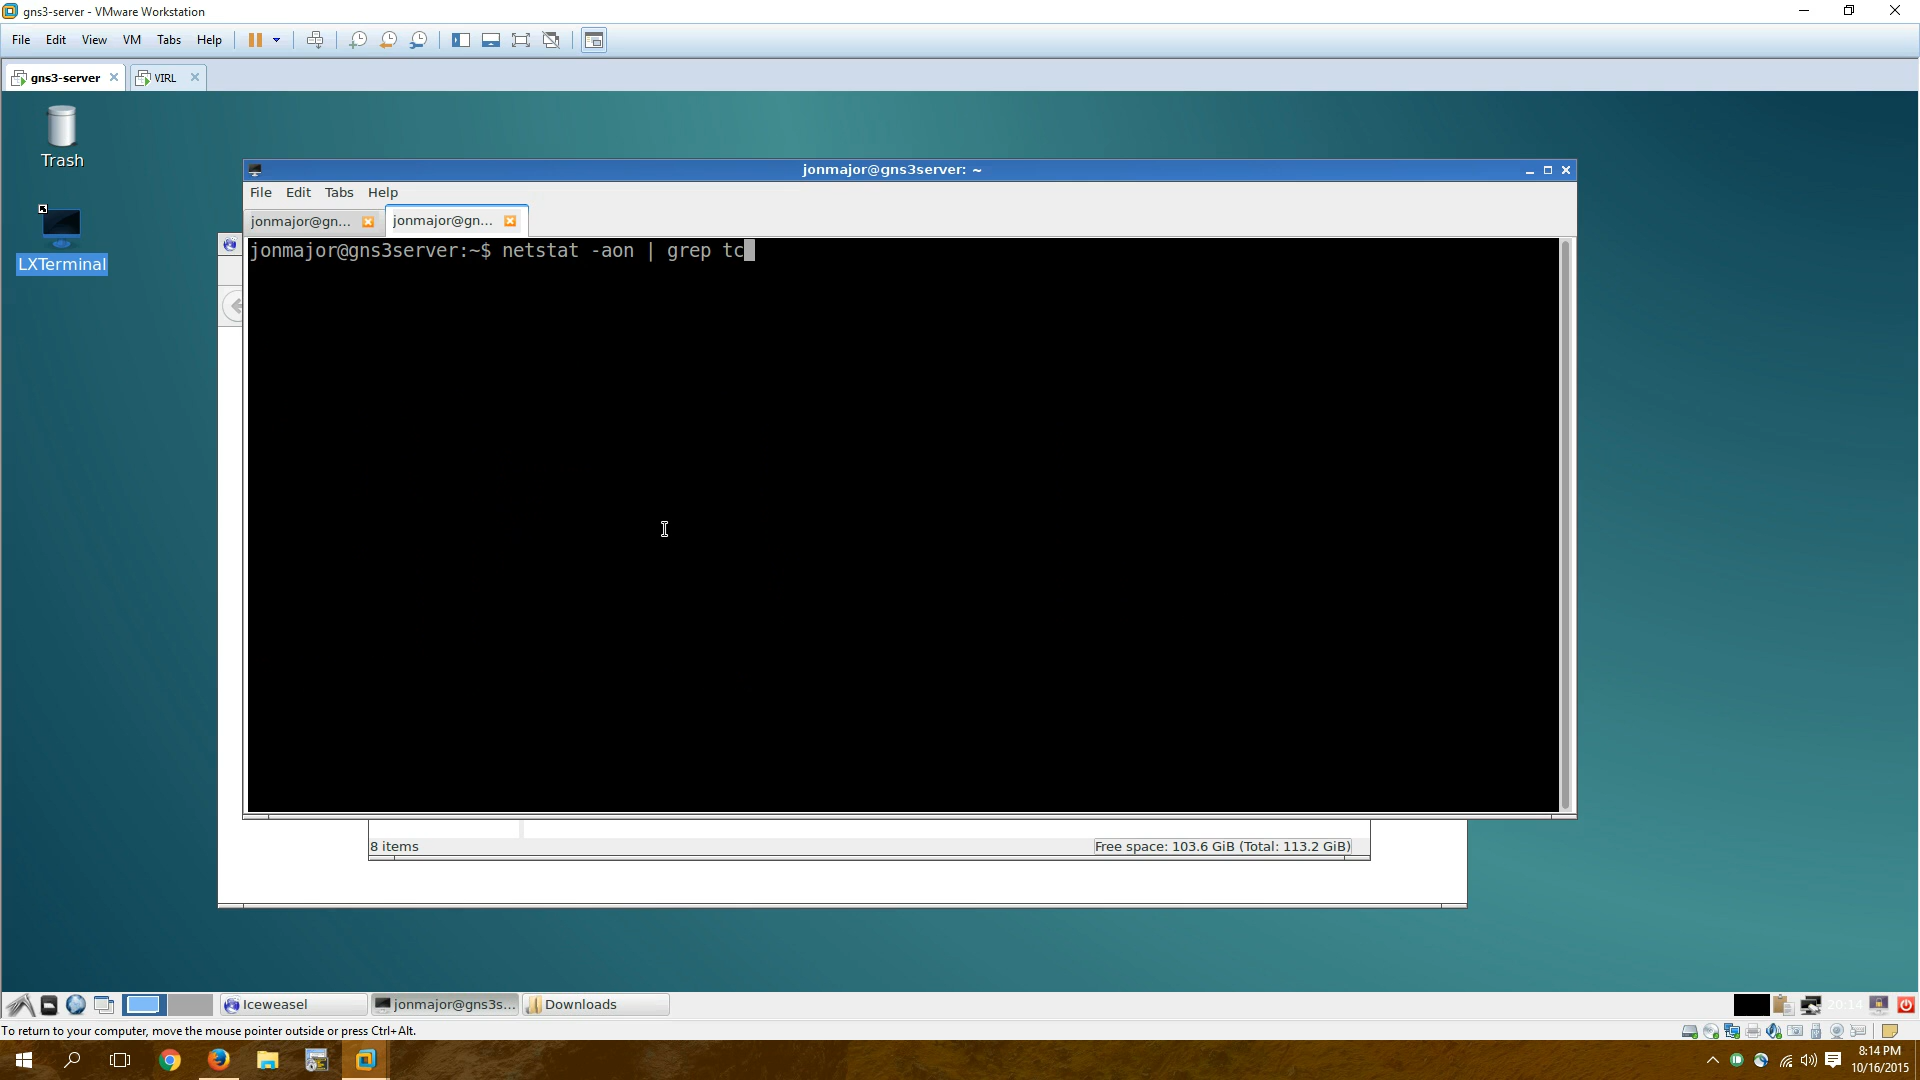 gns3-server - VMware Workstation
File Edit View VM Tabs Help
gns3-server VIRL
Trash
LXTerminal
jonmajor@gns3server: ~
File Edit Tabs Help
jonmajor@gn... jonmajor@gn...
jonmajor@gns3server:~$ netstat -aon | grep tc
8 items Free space: 103.6 GiB (Total: 113.2 GiB)
Iceweasel jonmajor@gns3s... Downloads 20:14
To return to your computer, move the mouse pointer outside or press Ctrl+Alt.
8:14 PM
10/16/2015